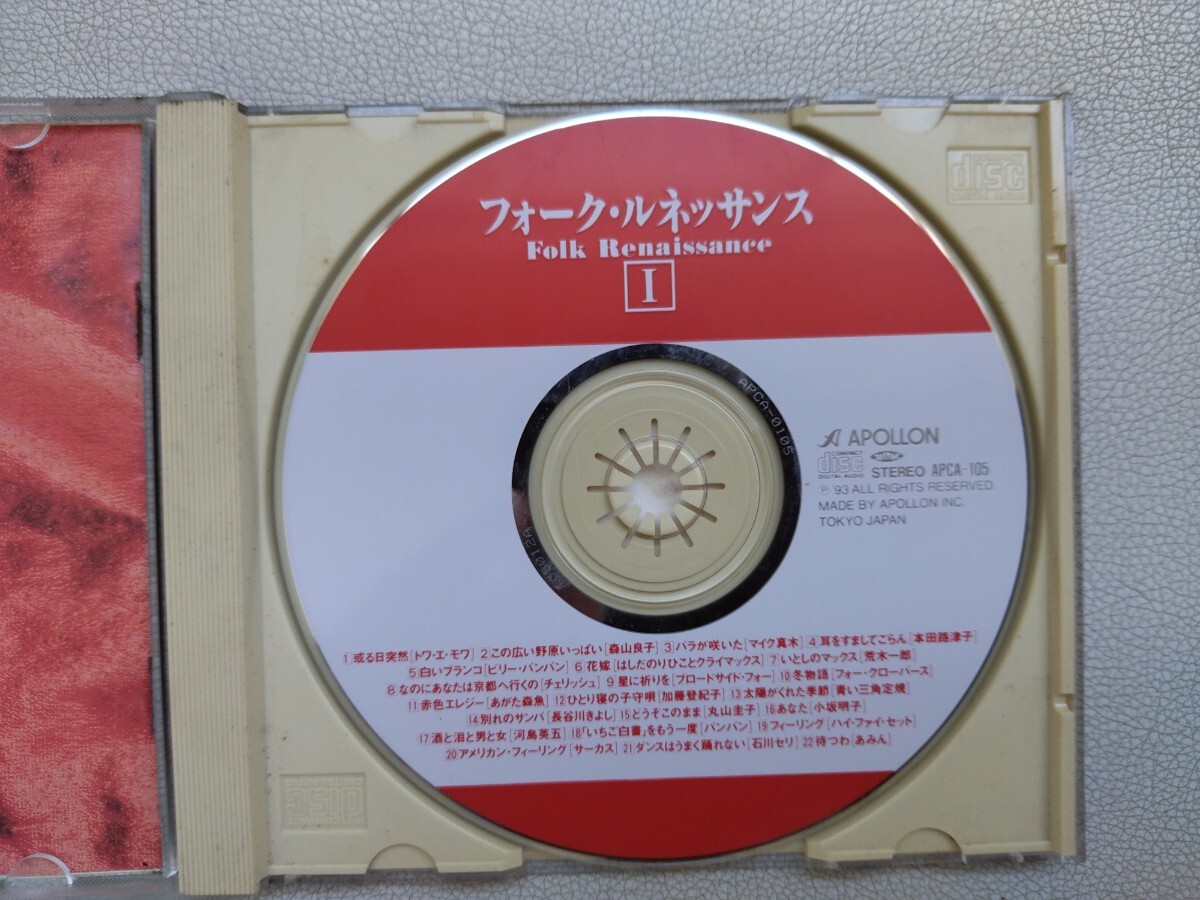 フォーク・ルネッサンス
Folk Renaissance
I
APCA-0105
APOLLON
COMPACT
disc
DIGITAL AUDIO
STEREO APCA-105
℗ '93 ALL RIGHTS RESERVED.
MADE BY APOLLON INC.
TOKYO JAPAN
1 或る日突然[トワ・エ・モワ] 2 この広い野原いっぱい[森山良子] 3 バラが咲いた[マイク真木] 4 耳をすましてごらん[本田路津子]
5 白いブランコ[ビリー・バンバン] 6 花嫁[はしだのりひことクライマックス] 7 いとしのマックス[荒木一郎]
8 なのにあなたは京都へ行くの[チェリッシュ] 9 星に祈りを[ブロードサイド・フォー] 10 冬物語[フォー・クローバース]
11 赤色エレジー[あがた森魚] 12 ひとり寝の子守唄[加藤登紀子] 13 太陽がくれた季節[青い三角定規]
14 別れのサンバ[長谷川きよし] 15 どうぞこのまま[丸山圭子] 16 あなた[小坂明子]
17 酒と泪と男と女[河島英五] 18「いちご白書」をもう一度[バンバン] 19 フィーリング[ハイ・ファイ・セット]
20 アメリカン・フィーリング[サーカス] 21 ダンスはうまく踊れない[石川セリ] 22 待つわ[あみん]